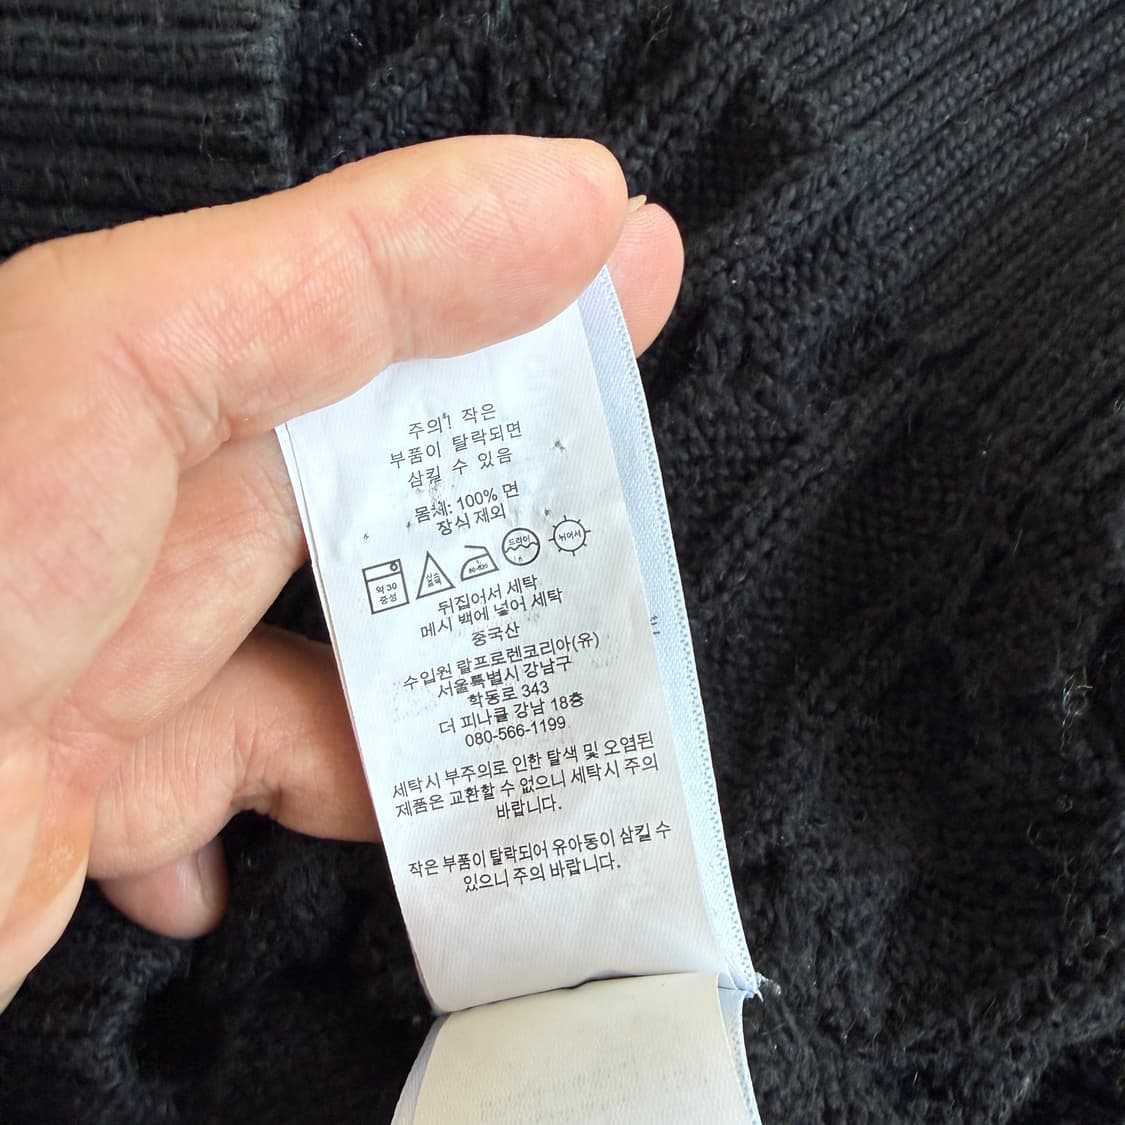 주의! 작은
부품이 탈락되면
삼킬 수 있음
몸체: 100% 면
장식 제외
약 30
중성
드라이
80-120
뉘어서
뒤집어서 세탁
메시 백에 넣어 세탁
중국산
수입원 랄프로렌코리아(유)
서울특별시 강남구
학동로 343
더 피나클 강남 18층
080-566-1199
세탁시 부주의로 인한 탈색 및 오염된
제품은 교환할 수 없으니 세탁시 주의
바랍니다.
작은 부품이 탈락되어 유아동이 삼킬 수
있으니 주의 바랍니다.